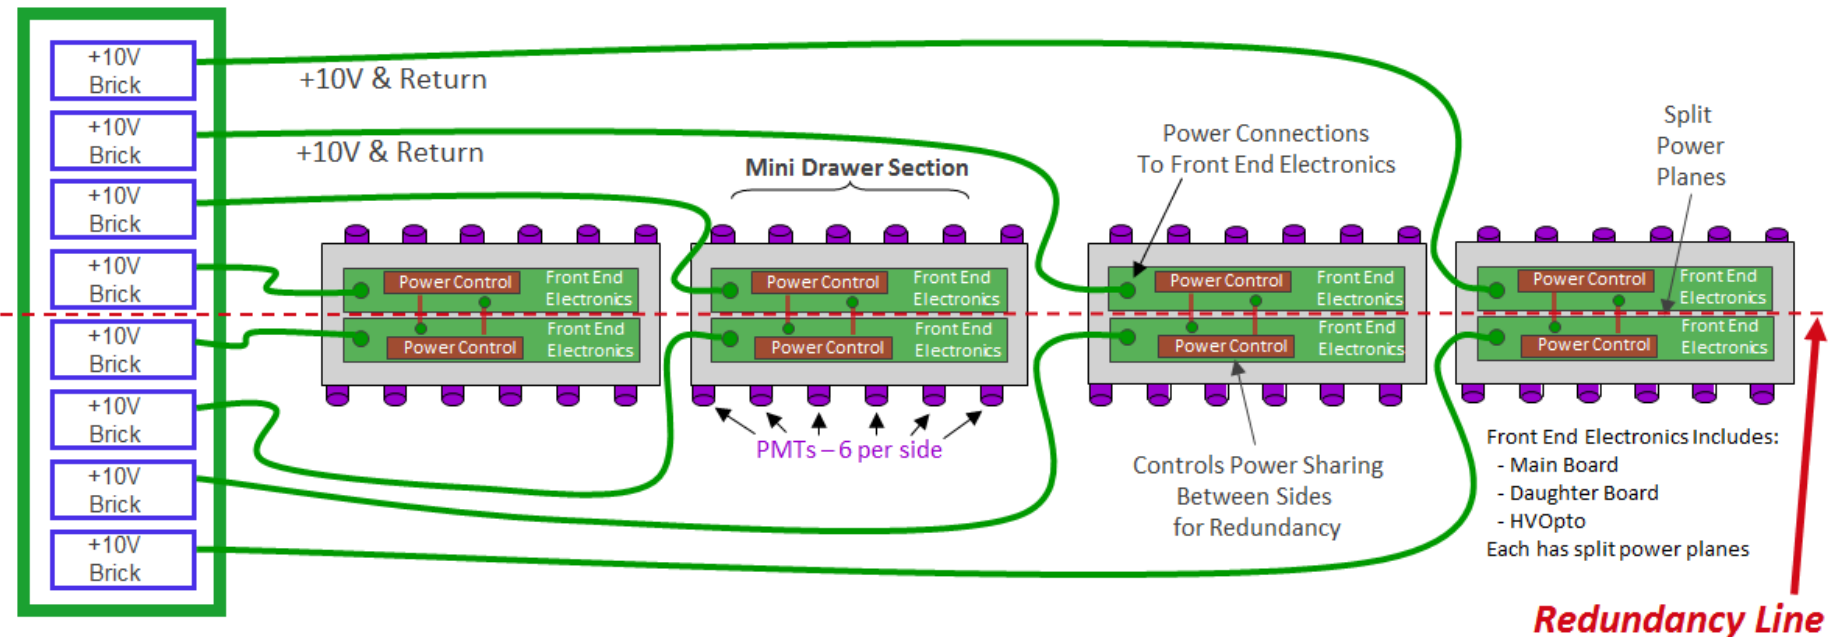 +10V
Brick
+10V
Brick
+10V
Brick
+10V
Brick
+10V
Brick
+10V
Brick
+10V
Brick
+10V
Brick
+10V & Return
+10V & Return
Mini Drawer Section
Power Connections
To Front End Electronics
Split
Power
Planes
Power Control
Front End
Electronics
Front End
Electronics
Power Control
Power Control
Front End
Electronics
Front End
Electronics
Power Control
Power Control
Front End
Electronics
Front End
Electronics
Power Control
Power Control
Front End
Electronics
Front End
Electronics
Power Control
PMTs – 6 per side
Controls Power Sharing
Between Sides
for Redundancy
Front End Electronics Includes:
- Main Board
- Daughter Board
- HVOpto
Each has split power planes
Redundancy Line